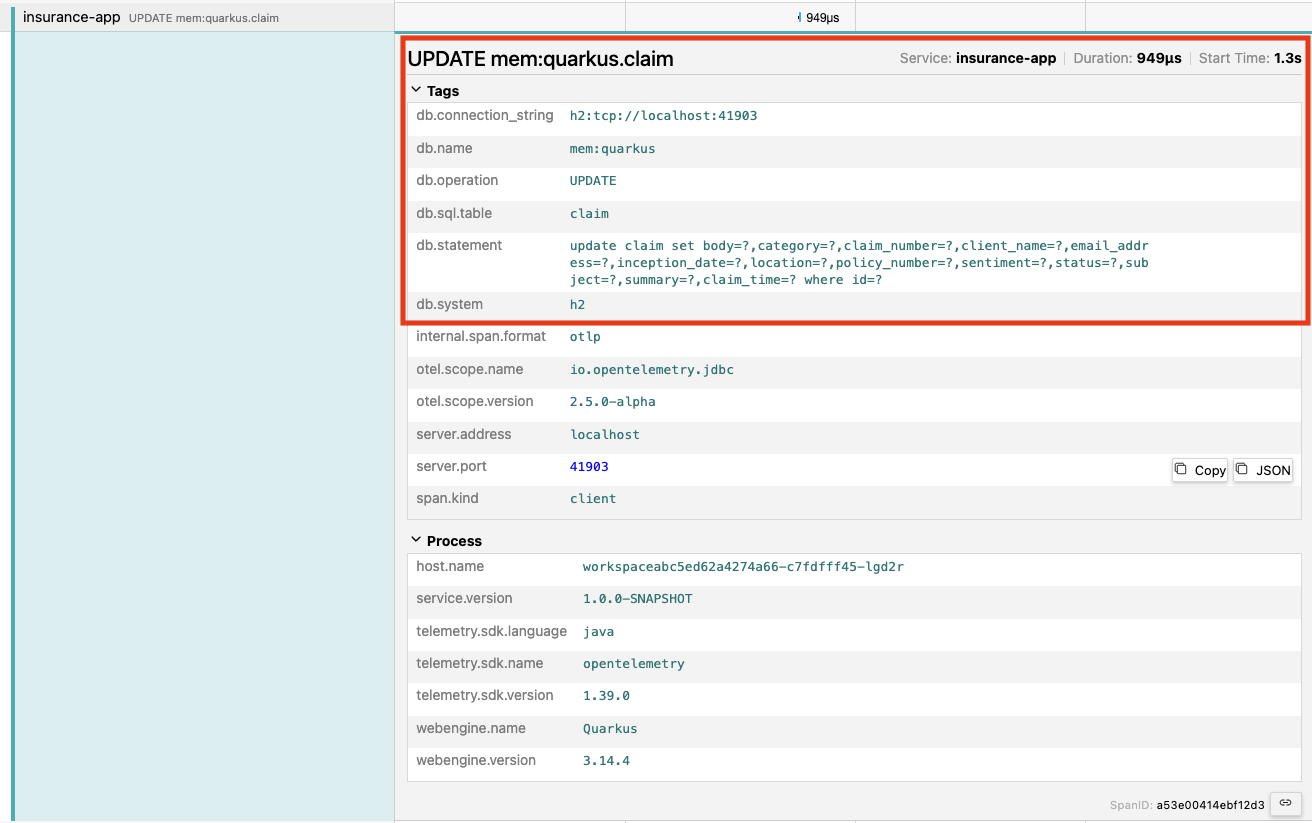 insurance-app UPDATE mem:quarkus.claim 949μs
UPDATE mem:quarkus.claim Service: insurance-app Duration: 949μs Start Time: 1.3s
Tags
db.connection_string h2:tcp://localhost:41903
db.name mem:quarkus
db.operation UPDATE
db.sql.table claim
db.statement update claim set body=?,category=?,claim_number=?,client_name=?,email_addr
ess=?,inception_date=?,location=?,policy_number=?,sentiment=?,status=?,sub
ject=?,summary=?,claim_time=? where id=?
db.system h2
internal.span.format otlp
otel.scope.name io.opentelemetry.jdbc
otel.scope.version 2.5.0-alpha
server.address localhost
server.port 41903 Copy JSON
span.kind client
Process
host.name workspaceabc5ed62a4274a66-c7fdfff45-lgd2r
service.version 1.0.0-SNAPSHOT
telemetry.sdk.language java
telemetry.sdk.name opentelemetry
telemetry.sdk.version 1.39.0
webengine.name Quarkus
webengine.version 3.14.4
SpanID: a53e00414ebf12d3